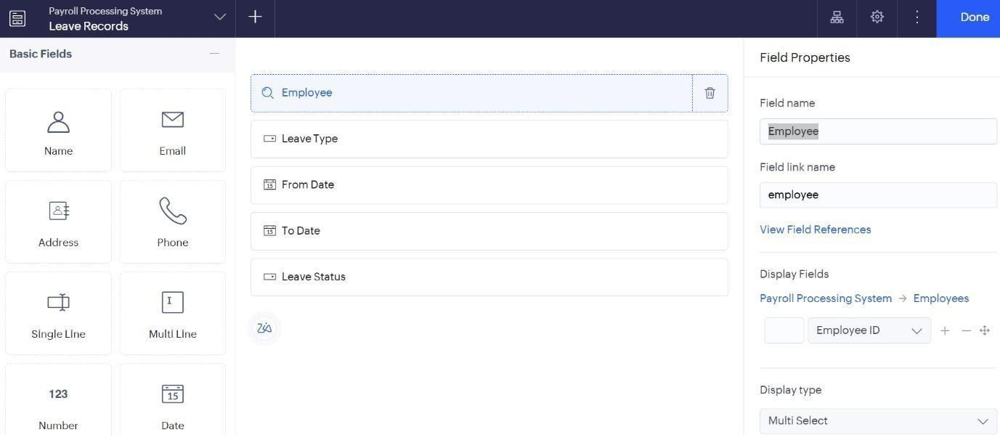 Payroll Processing System
Leave Records
Done
Basic Fields
Name
Email
Address
Phone
Single Line
Multi Line
123
Number
15
Date
Employee
Leave Type
15 From Date
15 To Date
Leave Status
Zia
Field Properties
Field name
Employee
Field link name
employee
View Field References
Display Fields
Payroll Processing System → Employees
Employee ID
Display type
Multi Select